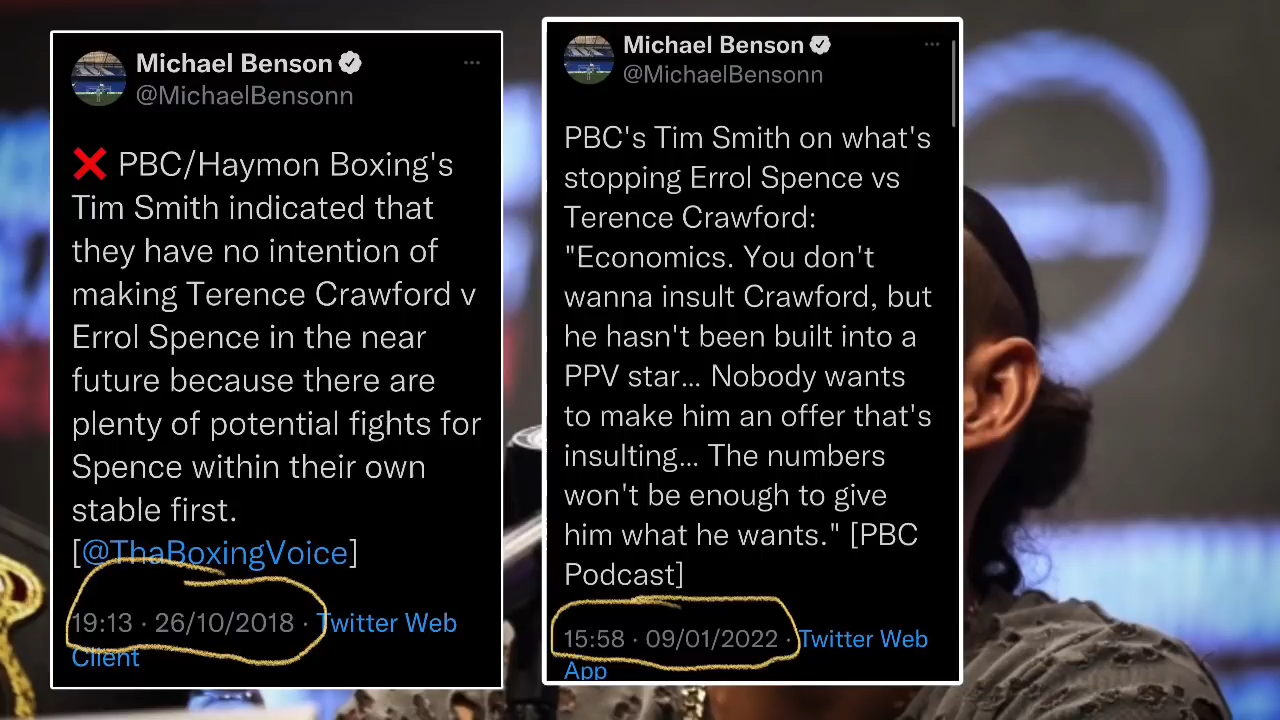 Michael Benson
@MichaelBensonn
❌ PBC/Haymon Boxing's
Tim Smith indicated that
they have no intention of
making Terence Crawford v
Errol Spence in the near
future because there are
plenty of potential fights for
Spence within their own
stable first.
[@ThaBoxingVoice]
19:13 · 26/10/2018 · Twitter Web
Client
Michael Benson
@MichaelBensonn
PBC's Tim Smith on what's
stopping Errol Spence vs
Terence Crawford:
"Economics. You don't
wanna insult Crawford, but
he hasn't been built into a
PPV star... Nobody wants
to make him an offer that's
insulting... The numbers
won't be enough to give
him what he wants." [PBC
Podcast]
15:58 · 09/01/2022 · Twitter Web
App